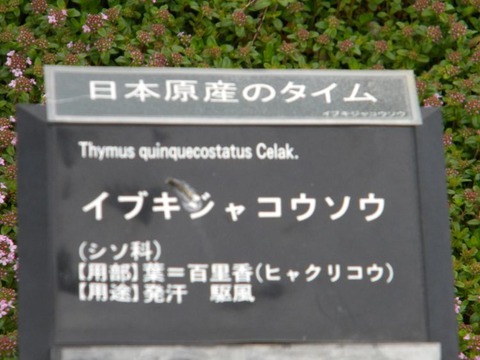 日本原産のタイム
イブキジャコウソウ
Thymus quinquecostatus Celak.
イブキジャコウソウ
(シソ科)
【用部】葉＝百里香(ヒャクリコウ)
【用途】発汗　駆風